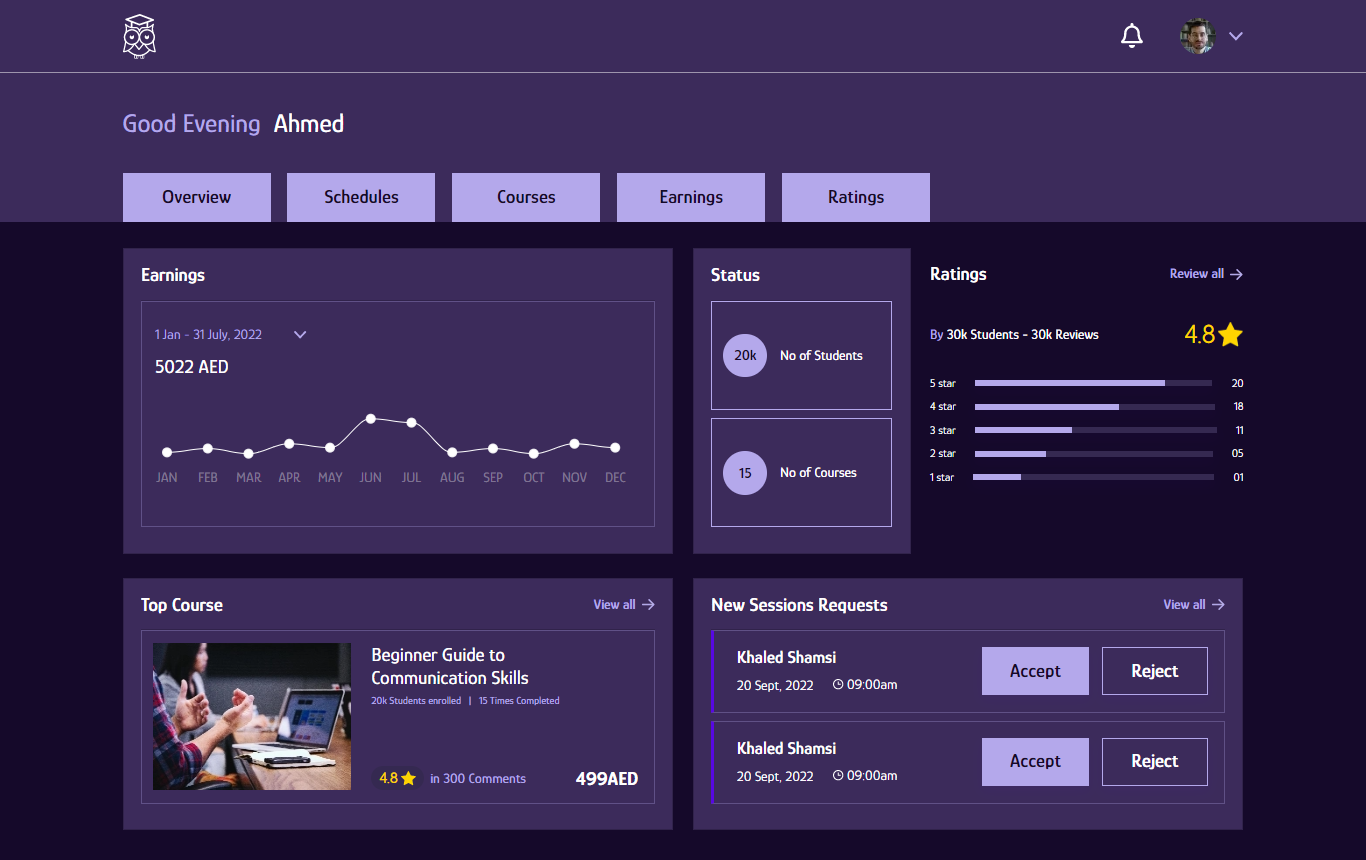 Good Evening Ahmed
Overview
Schedules
Courses
Earnings
Ratings
Earnings
1 Jan - 31 July, 2022
5022 AED
JAN FEB MAR APR MAY JUN JUL AUG SEP OCT NOV DEC
Status
20k No of Students
15 No of Courses
Ratings
Review all
By 30k Students - 30k Reviews
4.8
5 star 20
4 star 18
3 star 11
2 star 05
1 star 01
Top Course
View all
Beginner Guide to
Communication Skills
20k Students enrolled | 15 Times Completed
4.8 in 300 Comments
499AED
New Sessions Requests
View all
Khaled Shamsi
20 Sept, 2022 09:00am
Accept
Reject
Khaled Shamsi
20 Sept, 2022 09:00am
Accept
Reject